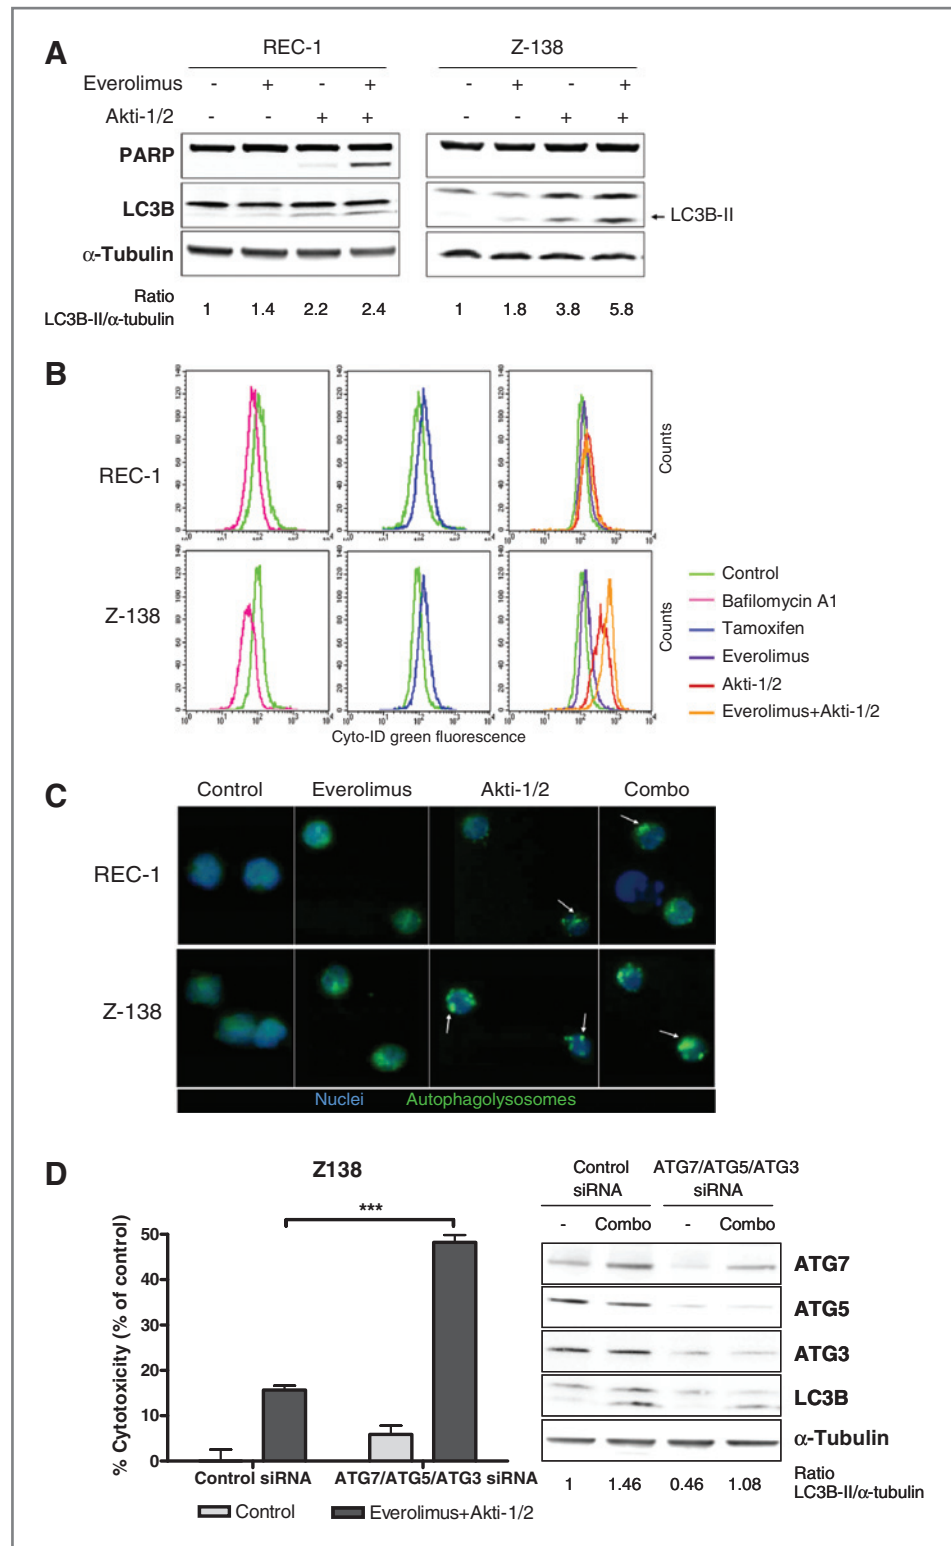 A
REC-1 Z-138
Everolimus - + - + - + - +
Akti-1/2 - - + + - - + +
PARP
LC3B
LC3B-II
α-Tubulin
Ratio
LC3B-II/α-tubulin 1 1.4 2.2 2.4 1 1.8 3.8 5.8
B
REC-1
Counts
Z-138
Counts
Cyto-ID green fluorescence
Control
Bafilomycin A1
Tamoxifen
Everolimus
Akti-1/2
Everolimus+Akti-1/2
C
Control Everolimus Akti-1/2 Combo
REC-1
Z-138
Nuclei Autophagolysosomes
D
Z138
***
% Cytotoxicity (% of control)
50
40
30
20
10
0
Control siRNA ATG7/ATG5/ATG3 siRNA
Control Everolimus+Akti-1/2
Control ATG7/ATG5/ATG3
siRNA siRNA
- Combo - Combo
ATG7
ATG5
ATG3
LC3B
α-Tubulin
1 1.46 0.46 1.08 Ratio
LC3B-II/α-tubulin